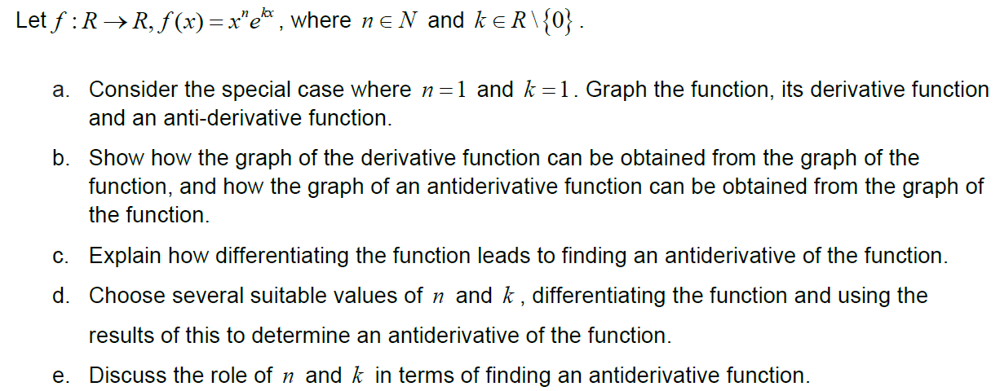 Let f : R → R, f(x) = xⁿeᵏˣ, where n ∈ N and k ∈ R \ {0}.
a. Consider the special case where n = 1 and k = 1. Graph the function, its derivative function
and an anti-derivative function.
b. Show how the graph of the derivative function can be obtained from the graph of the
function, and how the graph of an antiderivative function can be obtained from the graph of
the function.
c. Explain how differentiating the function leads to finding an antiderivative of the function.
d. Choose several suitable values of n and k, differentiating the function and using the
results of this to determine an antiderivative of the function.
e. Discuss the role of n and k in terms of finding an antiderivative function.